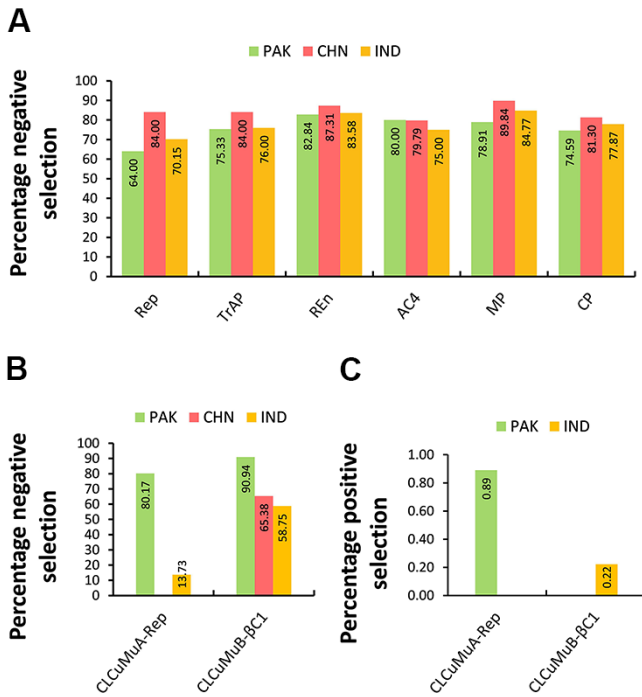 A
PAK CHN IND
Percentage negative
selection
100
90
80
70
60
50
40
30
20
10
0
64.00 84.00 70.15 75.33 84.00 76.00 82.84 87.31 83.58 80.00 79.79 75.00 78.91 89.84 84.77 74.59 81.30 77.87
Rep TrAP REn AC4 MP CP
B
PAK CHN IND
Percentage negative
selection
100
90
80
70
60
50
40
30
20
10
0
80.17 13.73 90.94 65.38 58.75
CLCuMuA-Rep CLCuMuB-βC1
C
PAK IND
Percentage positive
selection
1.00
0.80
0.60
0.40
0.20
0.00
0.89 0.22
CLCuMuA-Rep CLCuMuB-βC1